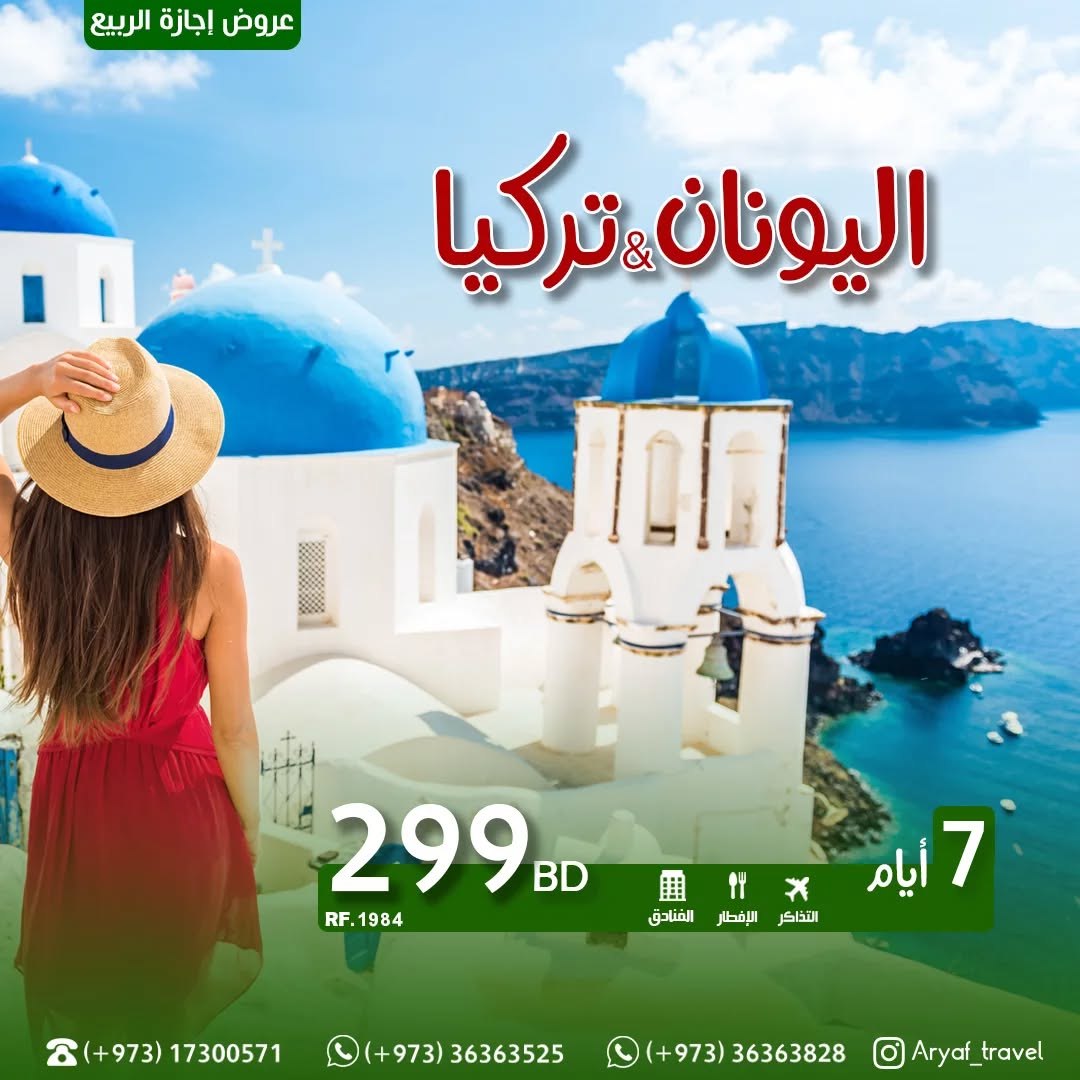 عروض إجازة الربيع
اليونان & تركيا
7 أيام
التذاكر الإفطار الفنادق
299 BD
RF.1984
(+973) 17300571 (+973) 36363525 (+973) 36363828 Aryaf_travel